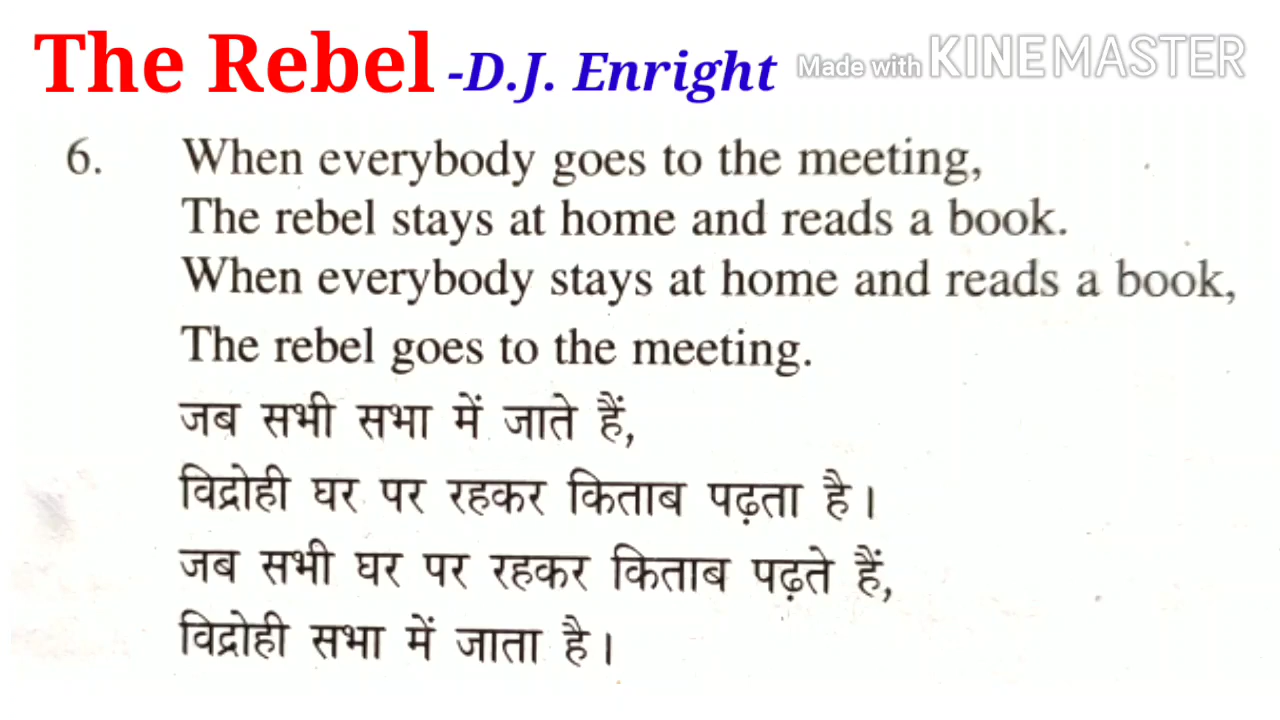 The Rebel -D.J. Enright Made with KINEMASTER
6. When everybody goes to the meeting,
The rebel stays at home and reads a book.
When everybody stays at home and reads a book,
The rebel goes to the meeting.
जब सभी सभा में जाते हैं,
विद्रोही घर पर रहकर किताब पढ़ता है।
जब सभी घर पर रहकर किताब पढ़ते हैं,
विद्रोही सभा में जाता है।